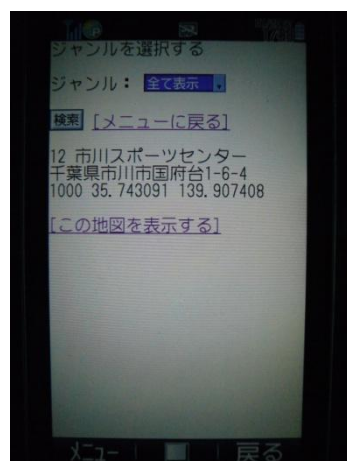 ジャンルを選択する
ジャンル： 全て表示
検索 [メニューに戻る]
12 市川スポーツセンター
千葉県市川市国府台1-6-4
1000 35.743091 139.907408
[この地図を表示する]
メニュー 戻る